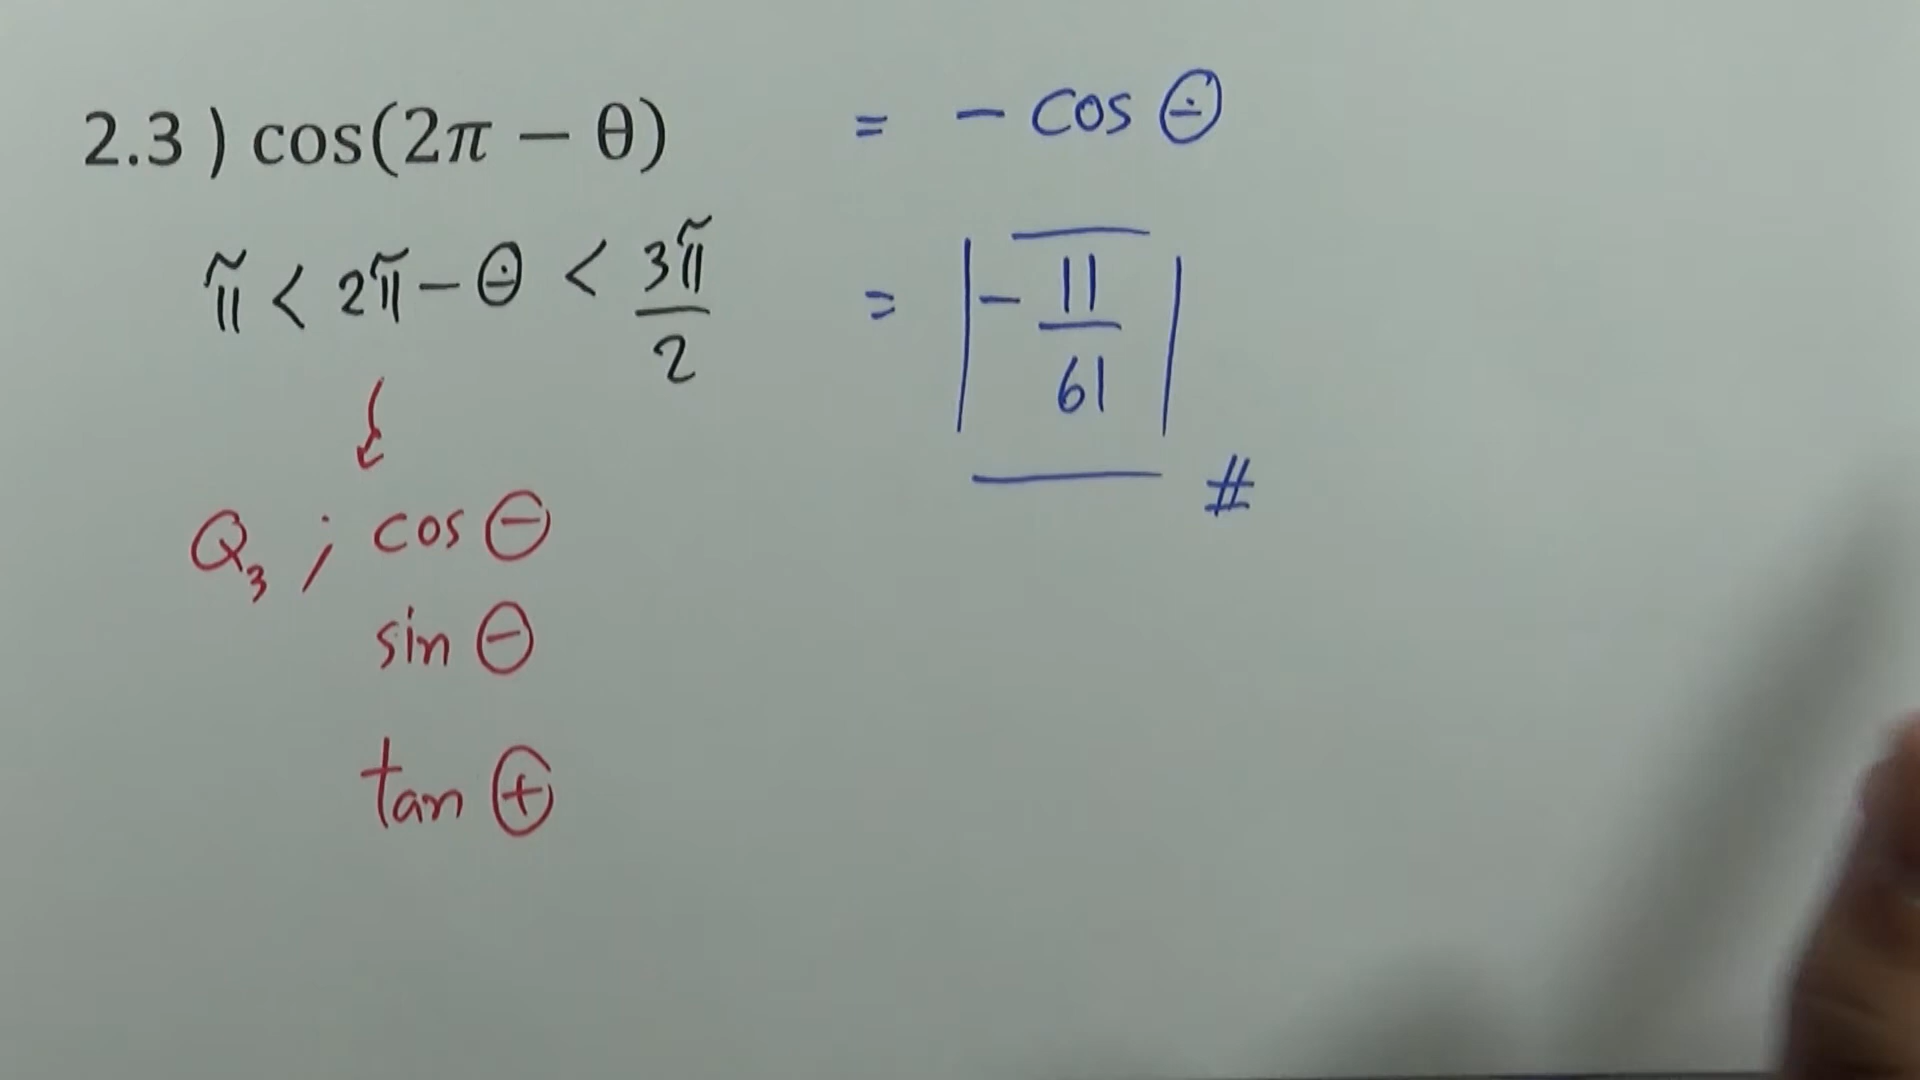 2.3 ) cos(2π − θ) = - cos θ
π < 2π - θ < 3π/2
= - 11/61 #
Q₃ ; cos ⊖
sin ⊖
tan ⊕